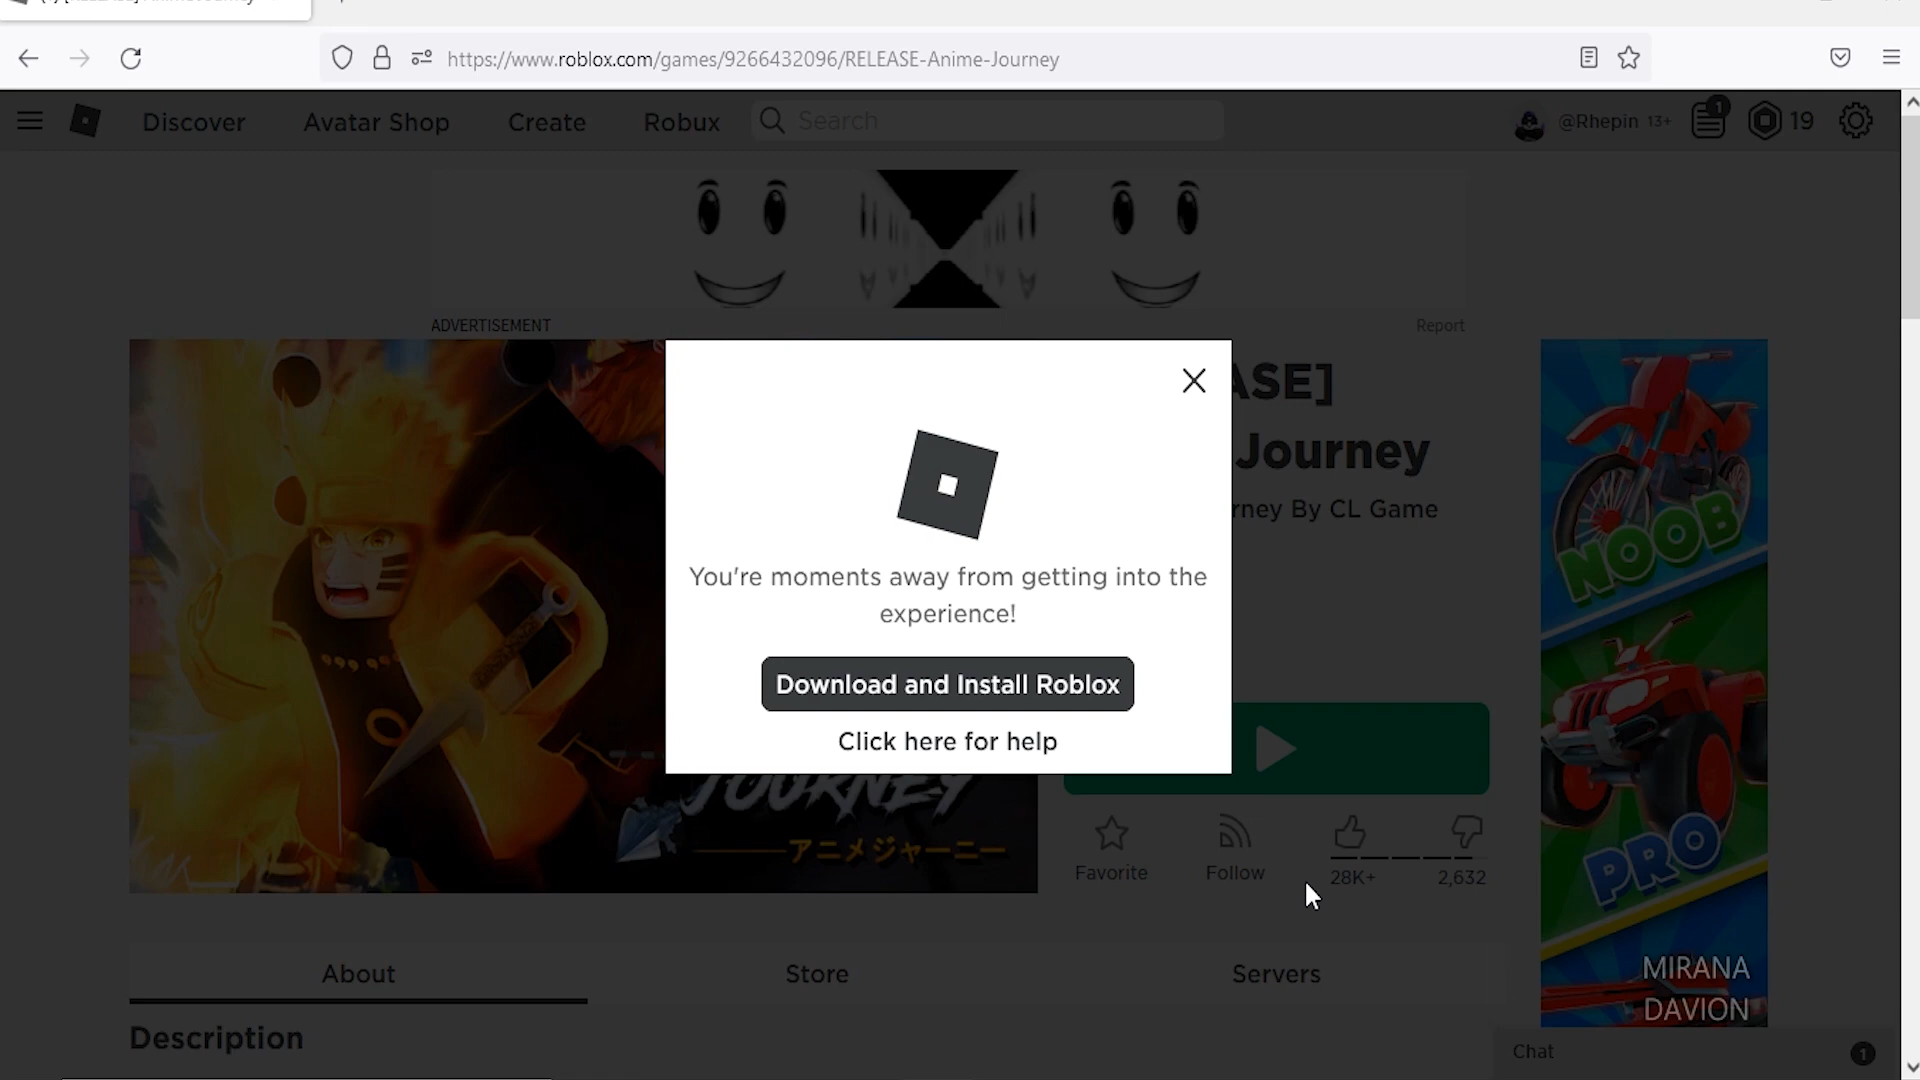 https://www.roblox.com/games/9266432096/RELEASE-Anime-Journey
Discover
Avatar Shop
Create
Robux
Search
@Rhepin 13+
1
19
ADVERTISEMENT
Report
ASE]
Journey
rney By CL Game
You're moments away from getting into the
experience!
Download and Install Roblox
Click here for help
JOURNEY
アニメジャーニー
Favorite
Follow
28K+
2,632
NOOB
PRO
MIRANA
DAVION
About
Store
Servers
Description
Chat
1